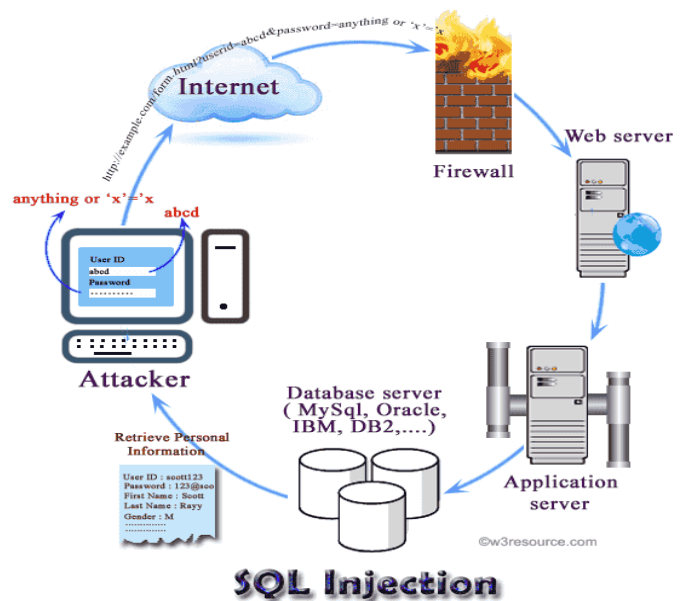 http://example.com/form.html?userid=abcd&password=anything or ‘x’=’x
Internet
Firewall
Web server
anything or ‘x’=’x
abcd
User ID
abcd
Password
----------
Attacker
Database server
( MySql, Oracle,
IBM, DB2,....)
Application
server
Retrieve Personal
Information
User ID : scott123
Password : 123@sco
First Name : Scott
Last Name : Rayy
Gender : M
--------------
--------------
©w3resource.com
SQL Injection